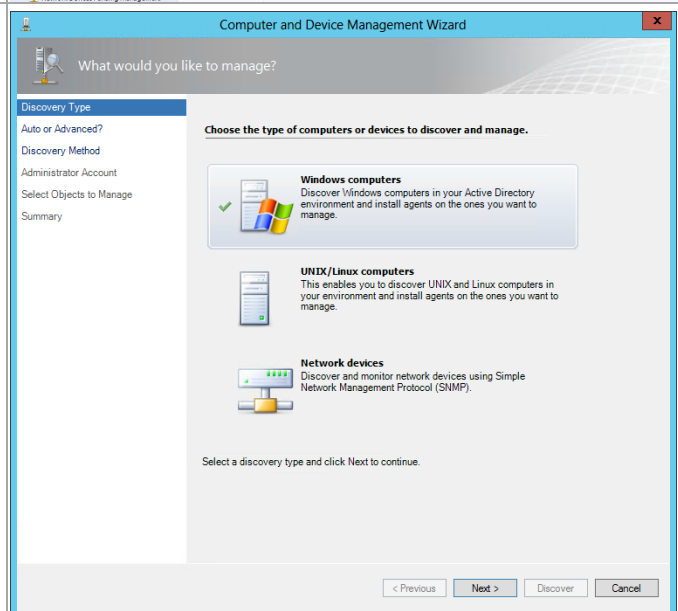 Computer and Device Management Wizard
x
What would you like to manage?
Discovery Type
Auto or Advanced?
Discovery Method
Administrator Account
Select Objects to Manage
Summary
Choose the type of computers or devices to discover and manage.
Windows computers
Discover Windows computers in your Active Directory
environment and install agents on the ones you want to
manage.
UNIX/Linux computers
This enables you to discover UNIX and Linux computers in
your environment and install agents on the ones you want to
manage.
Network devices
Discover and monitor network devices using Simple
Network Management Protocol (SNMP).
Select a discovery type and click Next to continue.
< Previous Next > Discover Cancel